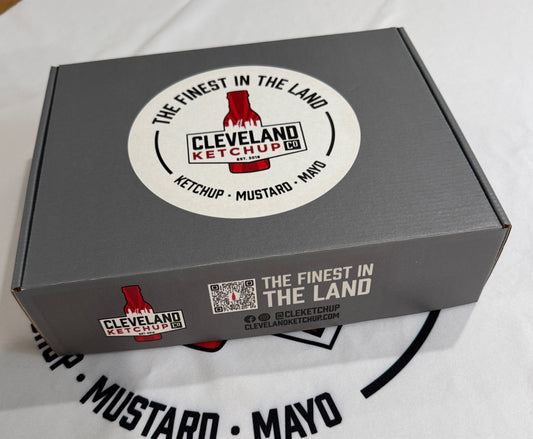 THE FINEST IN THE LAND
CLEVELAND
KETCHUP CO
EST. 2018
KETCHUP · MUSTARD · MAYO
CLEVELAND
KETCHUP CO
THE FINEST IN
THE LAND
@CLEKETCHUP
CLEVELANDKETCHUP.COM
· MUSTARD · MAYO